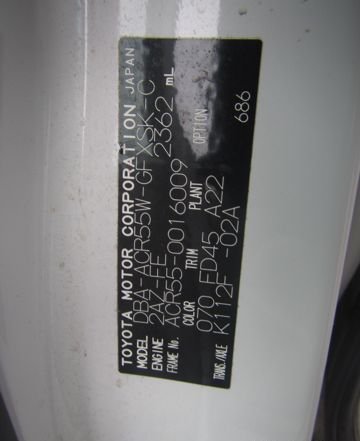 TOYOTA MOTOR CORPORATION JAPAN
MODEL DBA-ACR55W-GFXSK-C
ENGINE 2AZ-FE 2362 mL
FRAME No. ACR55-0016009
COLOR TRIM PLANT OPTION
070 FD45 A22 686
TRANS./AXLE K112F -02A